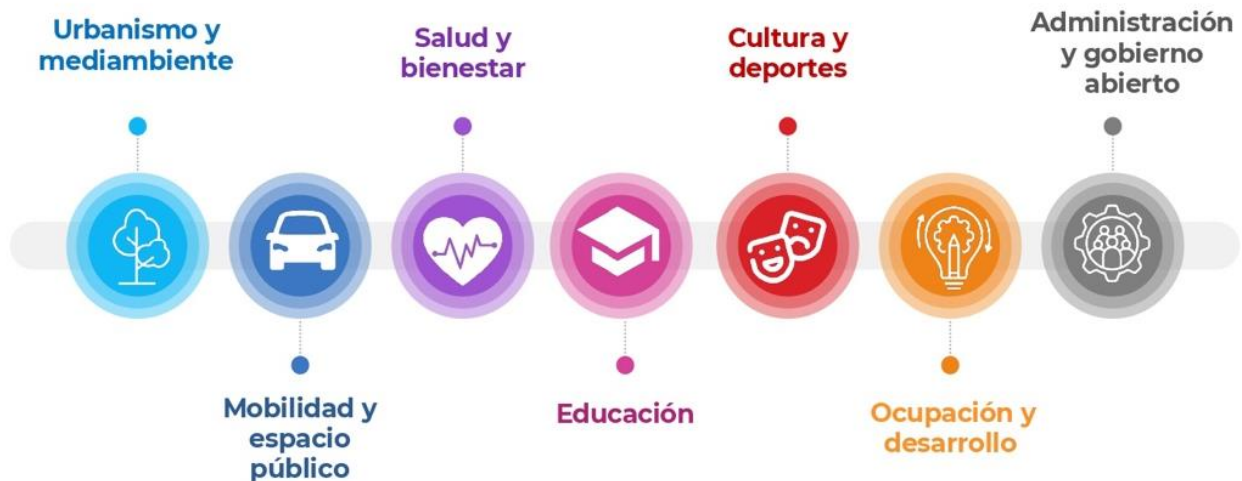 Urbanismo y
mediambiente
Salud y
bienestar
Cultura y
deportes
Administración
y gobierno
abierto
Mobilidad y
espacio
público
Educación
Ocupación y
desarrollo